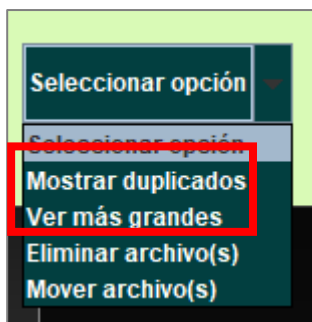 Seleccionar opción
Seleccionar opción
Mostrar duplicados
Ver más grandes
Eliminar archivo(s)
Mover archivo(s)